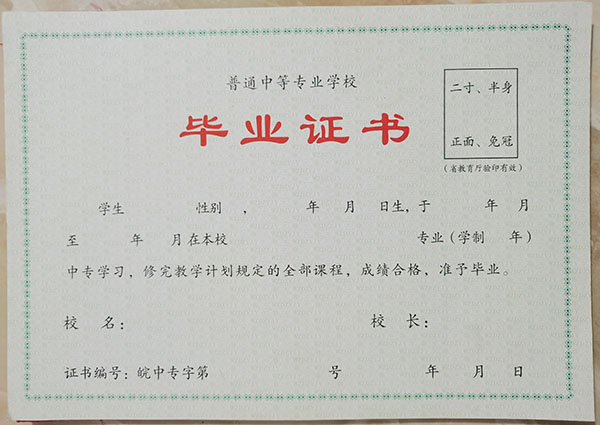 普通中等专业学校
毕业证书
二寸、半身
正面、免冠
（省教育厅验印有效）
学生 性别 ， 年 月 日生，于 年 月
至 年 月在本校 专业（学制 年）
中专学习，修完教学计划规定的全部课程，成绩合格，准予毕业。
校 名： 校 长：
证书编号：皖中专字第 号 年 月 日